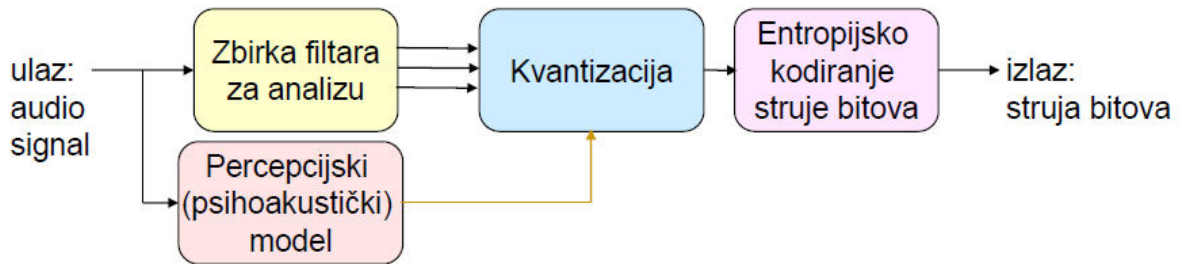 ulaz:
audio
signal
Zbirka filtara
za analizu
Percepcijski
(psihoakustički)
model
Kvantizacija
Entropijsko
kodiranje
struje bitova
izlaz:
struja bitova